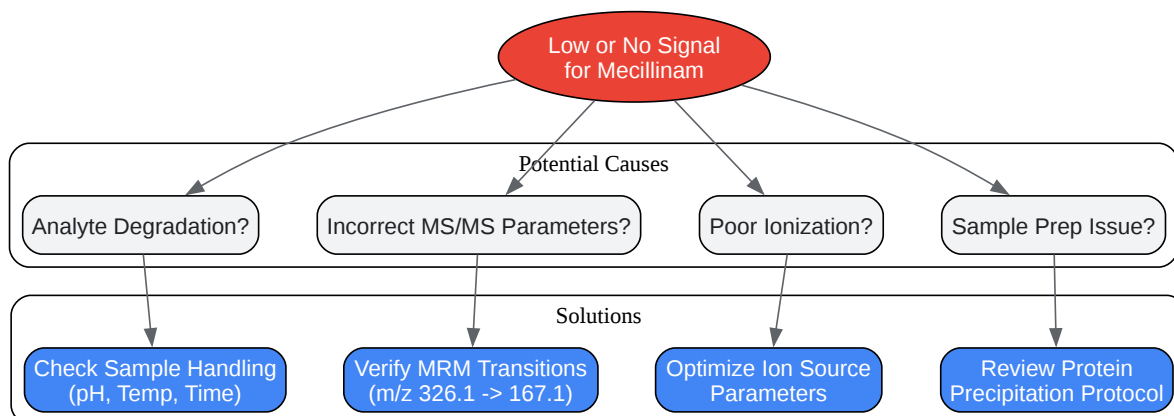 Low or No Signal
for Mecillinam
Potential Causes
Analyte Degradation?
Incorrect MS/MS Parameters?
Poor Ionization?
Sample Prep Issue?
Solutions
Check Sample Handling
(pH, Temp, Time)
Verify MRM Transitions
(m/z 326.1 -> 167.1)
Optimize Ion Source
Parameters
Review Protein
Precipitation Protocol